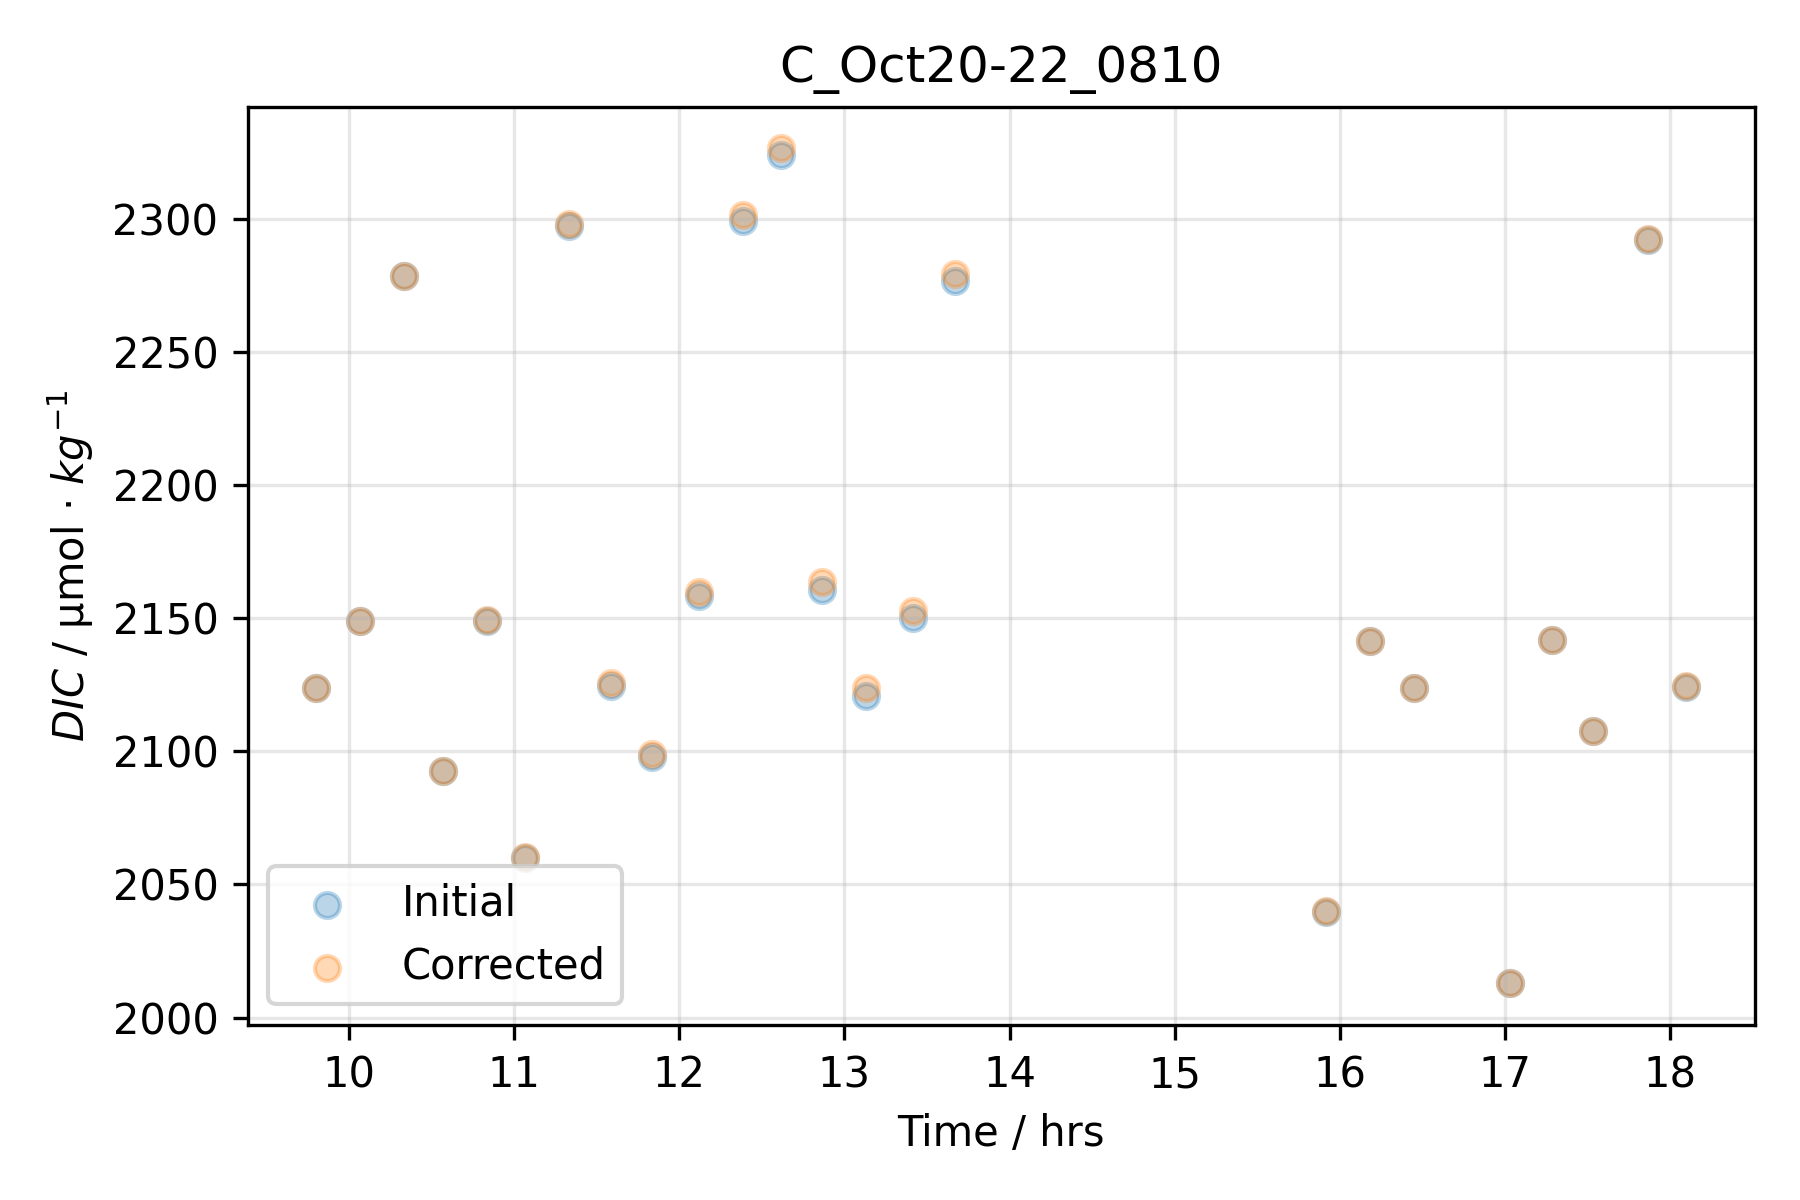 C_Oct20-22_0810
DIC / µmol · kg⁻¹
2300
2250
2200
2150
2100
2050
2000
Initial
Corrected
10 11 12 13 14 15 16 17 18
Time / hrs